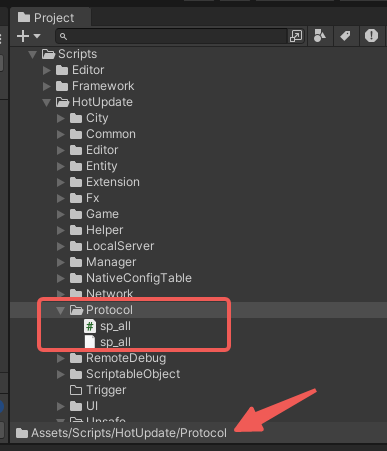 Project
Scripts
Editor
Framework
HotUpdate
City
Common
Editor
Entity
Extension
Fx
Game
Helper
LocalServer
Manager
NativeConfigTable
Network
Protocol
# sp_all
sp_all
RemoteDebug
ScriptableObject
Trigger
UI
Unsafe
Assets/Scripts/HotUpdate/Protocol